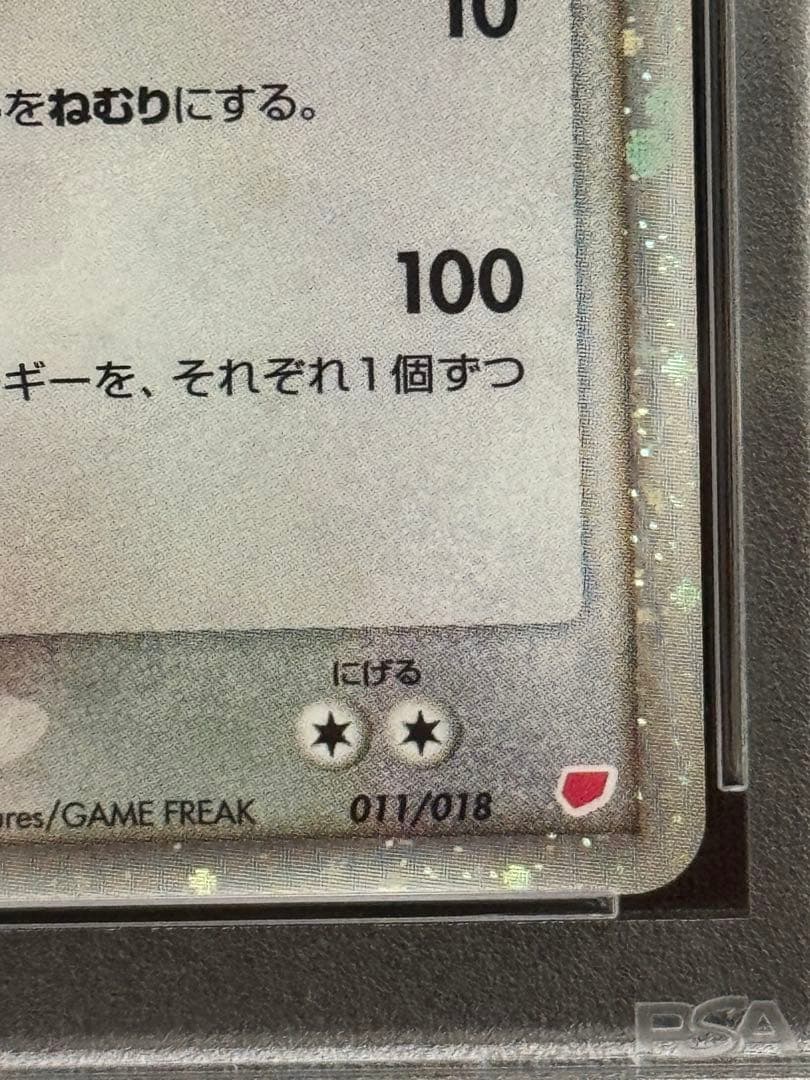 10
をねむりにする。
100
ギーを、それぞれ1個ずつ
にげる
ures/GAME FREAK 011/018
PSA